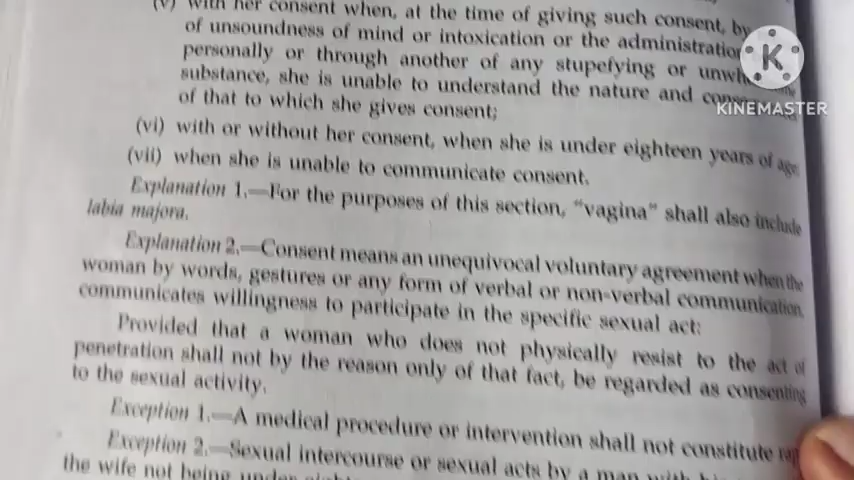 (v) with her consent when, at the time of giving such consent, by
of unsoundness of mind or intoxication or the administration
personally or through another of any stupefying or
substance, she is unable to understand the nature and
of that to which she gives consent;
(vi) with or without her consent, when she is under eighteen years of age.
(vii) when she is unable to communicate consent.
Explanation 1.—For the purposes of this section, "vagina" shall also include
labia majora.
Explanation 2.—Consent means an unequivocal voluntary agreement when the
woman by words, gestures or any form of verbal or non-verbal communication,
communicates willingness to participate in the specific sexual act:
Provided that a woman who does not physically resist to the act of
penetration shall not by the reason only of that fact, be regarded as consenting
to the sexual activity.
Exception 1.—A medical procedure or intervention shall not constitute
Exception 2.—Sexual intercourse or sexual acts by a man with
the wife not being under
K
KINEMASTER